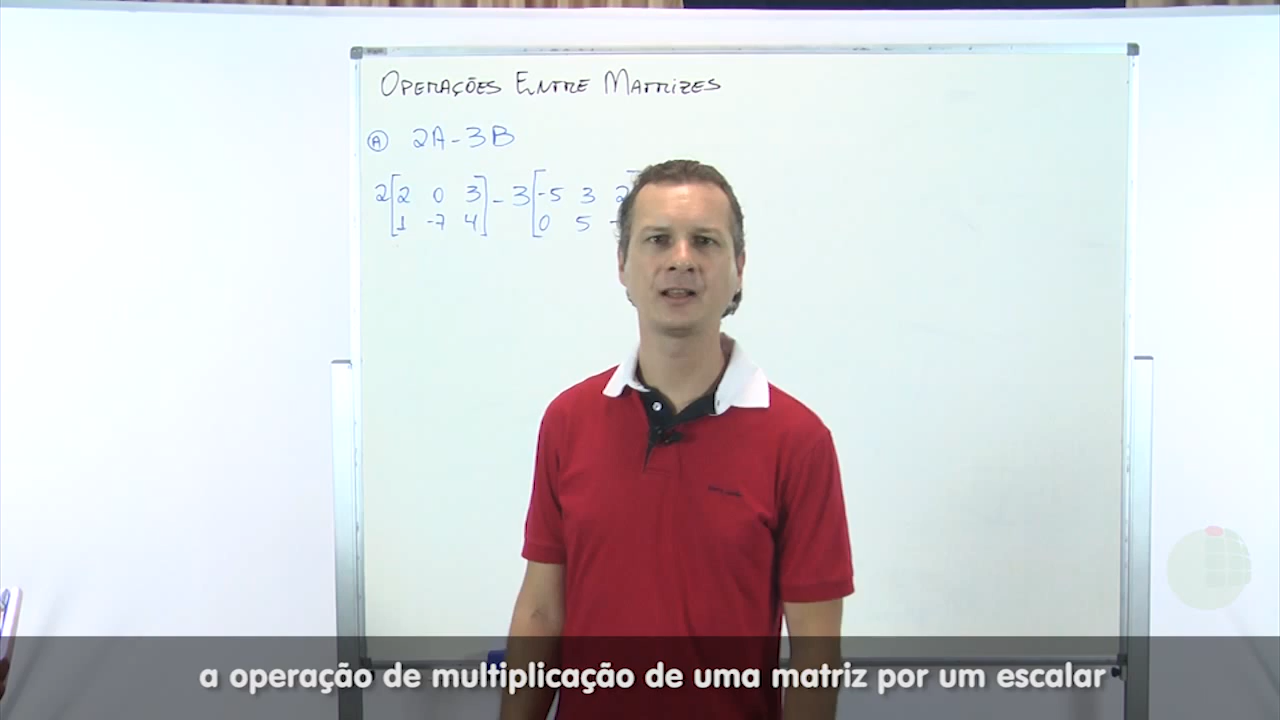 OPERAÇÕES ENTRE MATRIZES
A 2A-3B
2[2 0 3]-3[-5 3 2
1 -7 4 0 5
a operação de multiplicação de uma matriz por um escalar